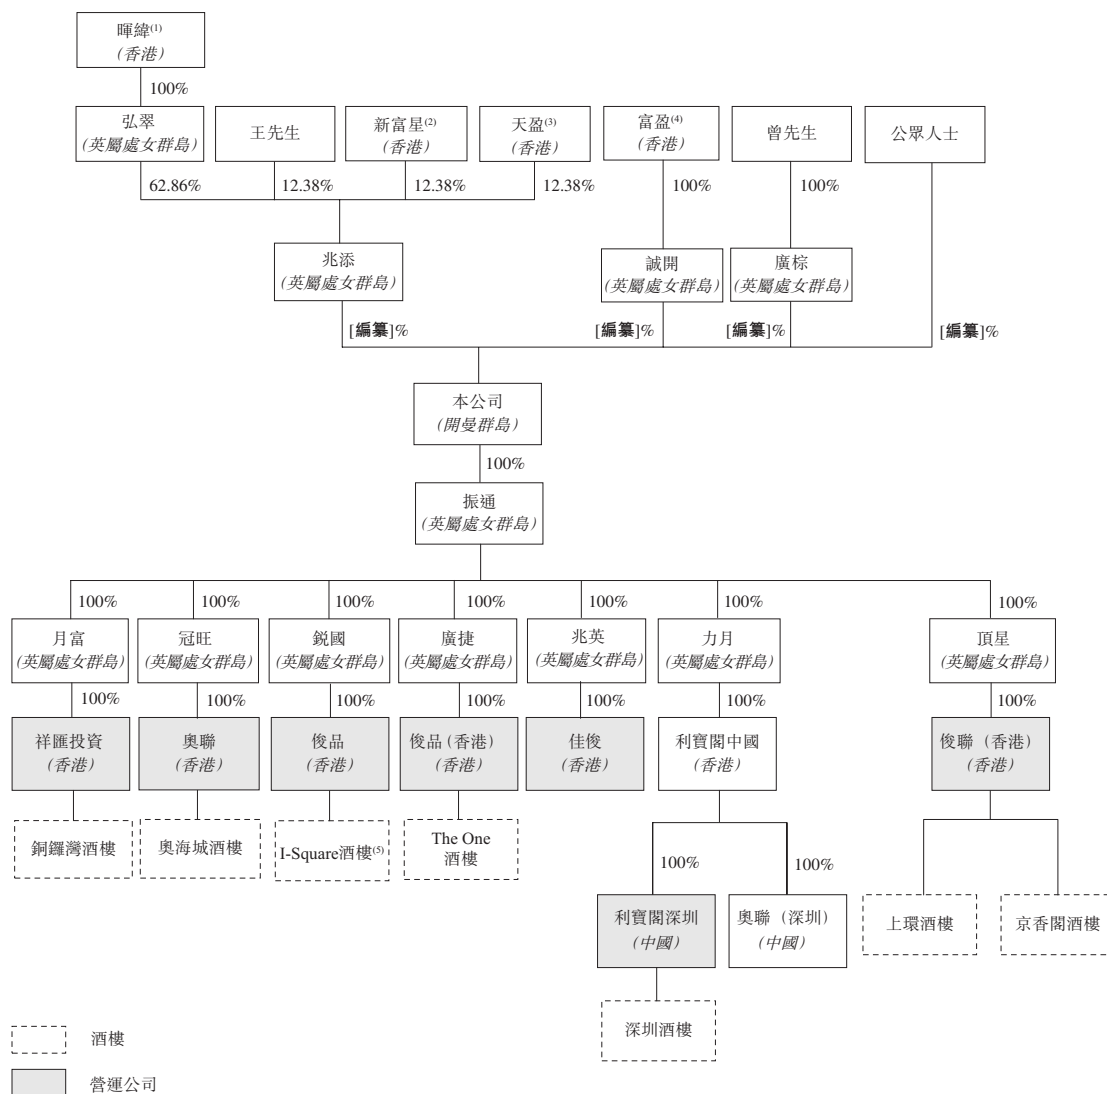 暉緯(1)
(香港)
100%
弘翠
(英屬處女群島)
王先生
新富星(2)
(香港)
天盈(3)
(香港)
富盈(4)
(香港)
曾先生
公眾人士
62.86%
12.38%
12.38%
12.38%
100%
100%
兆添
(英屬處女群島)
誠開
(英屬處女群島)
廣棕
(英屬處女群島)
[編纂]%
[編纂]%
[編纂]%
[編纂]%
本公司
(開曼群島)
100%
振通
(英屬處女群島)
100%
100%
100%
100%
100%
100%
100%
月富
(英屬處女群島)
冠旺
(英屬處女群島)
銳國
(英屬處女群島)
廣捷
(英屬處女群島)
兆英
(英屬處女群島)
力月
(英屬處女群島)
頂星
(英屬處女群島)
100%
100%
100%
100%
100%
100%
100%
祥匯投資
(香港)
奧聯
(香港)
俊品
(香港)
俊品(香港)
(香港)
佳俊
(香港)
利寶閣中國
(香港)
俊聯(香港)
(香港)
銅鑼灣酒樓
奧海城酒樓
I-Square酒樓(5)
The One
酒樓
100%
100%
利寶閣深圳
(中國)
奧聯(深圳)
(中國)
上環酒樓
京香閣酒樓
深圳酒樓
酒樓
營運公司